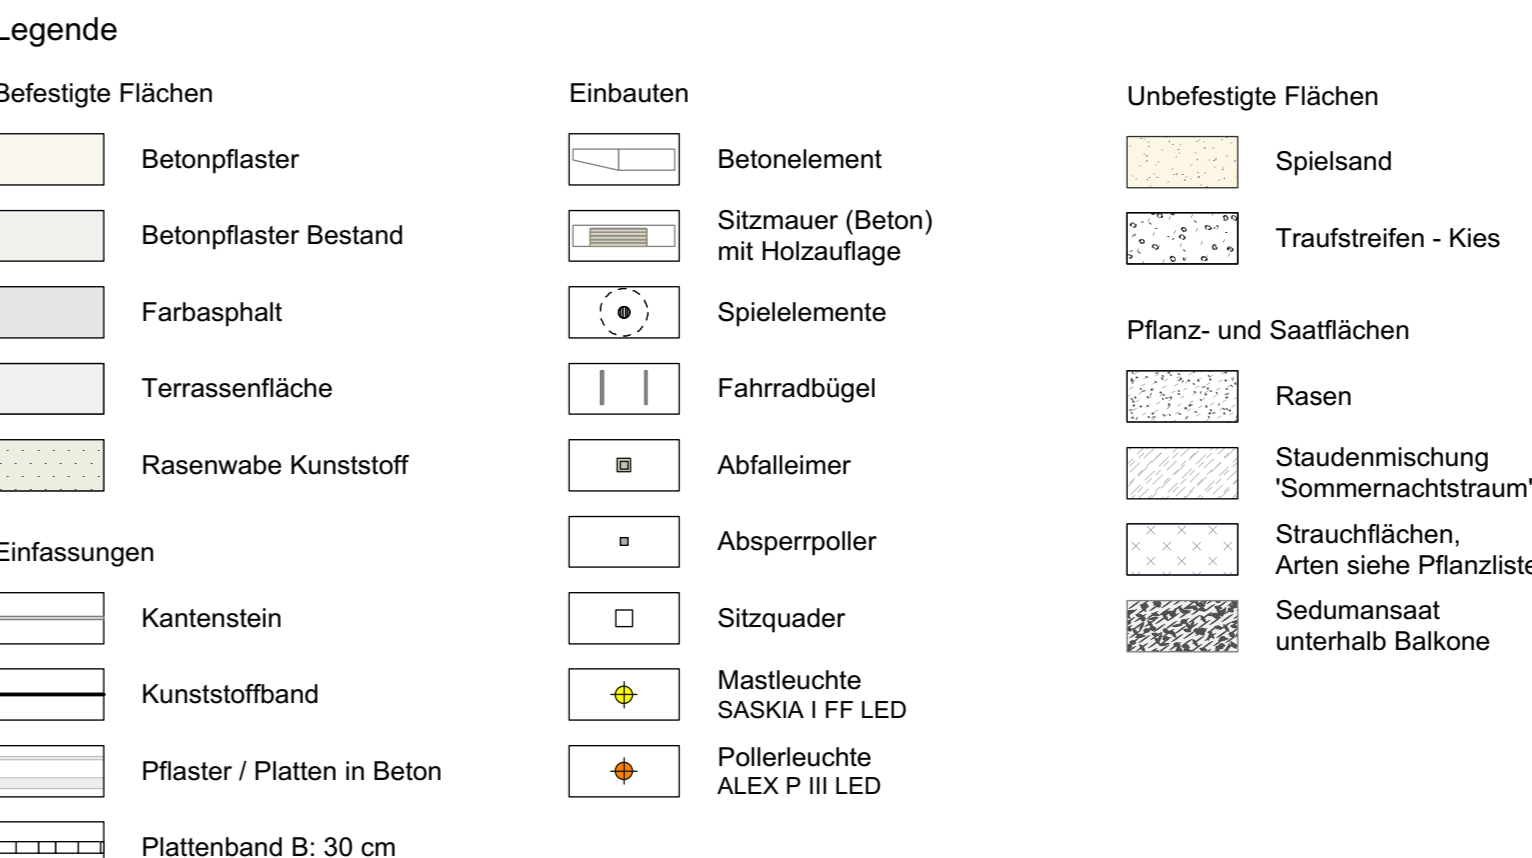 Legende
Befestigte Flächen
Betonpflaster
Betonpflaster Bestand
Farbasphalt
Terrassenfläche
Rasenwabe Kunststoff
Einfassungen
Kantenstein
Kunststoffband
Pflaster / Platten in Beton
Plattenband B: 30 cm
Einbauten
Betonelement
Sitzmauer (Beton)
mit Holzauflage
Spielelemente
Fahrradbügel
Abfalleimer
Absperrpoller
Sitzquader
Mastleuchte
SASKIA I FF LED
Pollerleuchte
ALEX P III LED
Unbefestigte Flächen
Spielsand
Traufstreifen - Kies
Pflanz- und Saatflächen
Rasen
Staudenmischung
'Sommernachtstraum'
Strauchflächen,
Arten siehe Pflanzliste
Sedumansaat
unterhalb Balkone